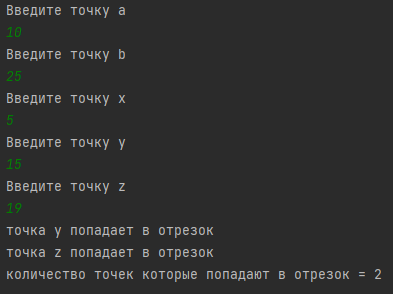 Введите точку a
10
Введите точку b
25
Введите точку x
5
Введите точку y
15
Введите точку z
19
точка y попадает в отрезок
точка z попадает в отрезок
количество точек которые попадают в отрезок = 2